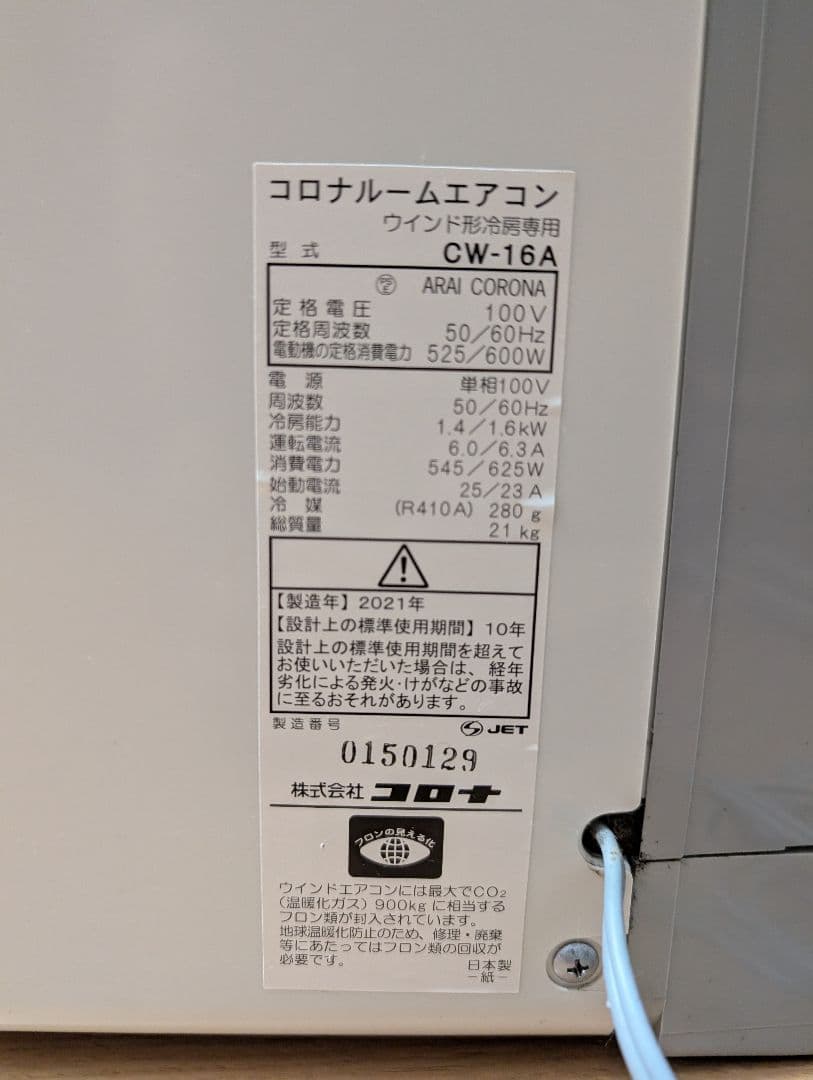 コロナルームエアコン
ウインド形冷房専用
型式 CW-16A
PSE ARAI CORONA
定格電圧 100V
定格周波数 50/60Hz
電動機の定格消費電力 525/600W
電源 単相100V
周波数 50/60Hz
冷房能力 1.4/1.6kW
運転電流 6.0/6.3A
消費電力 545/625W
始動電流 25/23A
冷媒 (R410A) 280g
総質量 21kg
【製造年】2021年
【設計上の標準使用期間】10年
設計上の標準使用期間を超えて
お使いいただいた場合は、経年
劣化による発火・けがなどの事故
に至るおそれがあります。
製造番号 JET
0150129
株式会社 コロナ
フロンの見える化
ウインドエアコンには最大でCO₂
(温暖化ガス) 900kgに相当する
フロン類が封入されています。
地球温暖化防止のため、修理・廃棄
等にあたってはフロン類の回収が
必要です。 日本製
-紙-